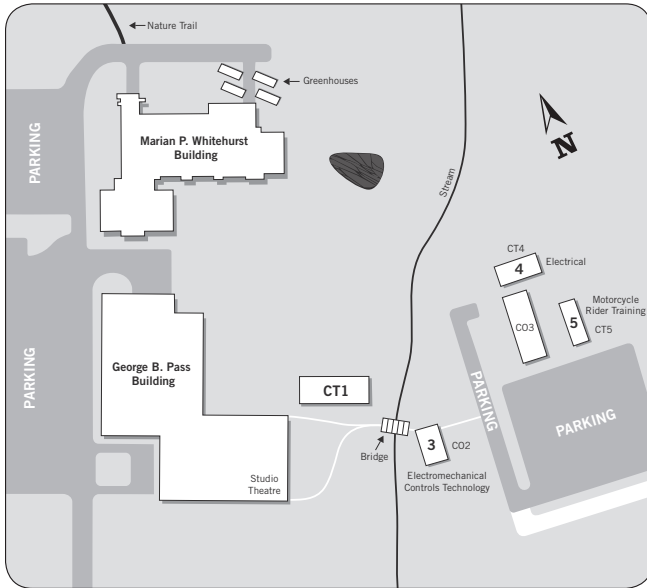 Nature Trail
Greenhouses
PARKING
Marian P. Whitehurst
Building
N
Stream
CT4
4
Electrical
Motorcycle
Rider Training
CO3
5
CT5
George B. Pass
Building
PARKING
CT1
PARKING
PARKING
Bridge
3
CO2
Electromechanical
Controls Technology
Studio
Theatre